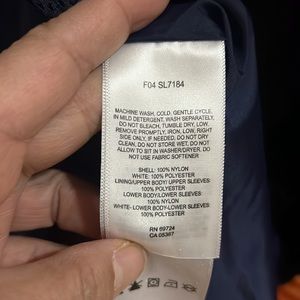 F04 SL7184
MACHINE WASH, COLD, GENTLE CYCLE,
IN MILD DETERGENT, WASH SEPARATELY,
DO NOT BLEACH, TUMBLE DRY, LOW,
REMOVE PROMPTLY, IRON, LOW, RIGHT
SIDE ONLY, IF NEEDED, DO NOT DRY
CLEAN, DO NOT STORE WET, DO NOT
ALLOW TO SIT IN WASHER/DRYER. DO
NOT USE FABRIC SOFTENER
SHELL: 100% NYLON
WHITE: 100% POLYESTER
LINING/UPPER BODY/ UPPER SLEEVES:
100% POLYESTER
LOWER BODY/LOWER SLEEVES:
100% NYLON
WHITE- LOWER BODY/LOWER SLEEVES:
100% POLYESTER
RN 69724
CA 05367